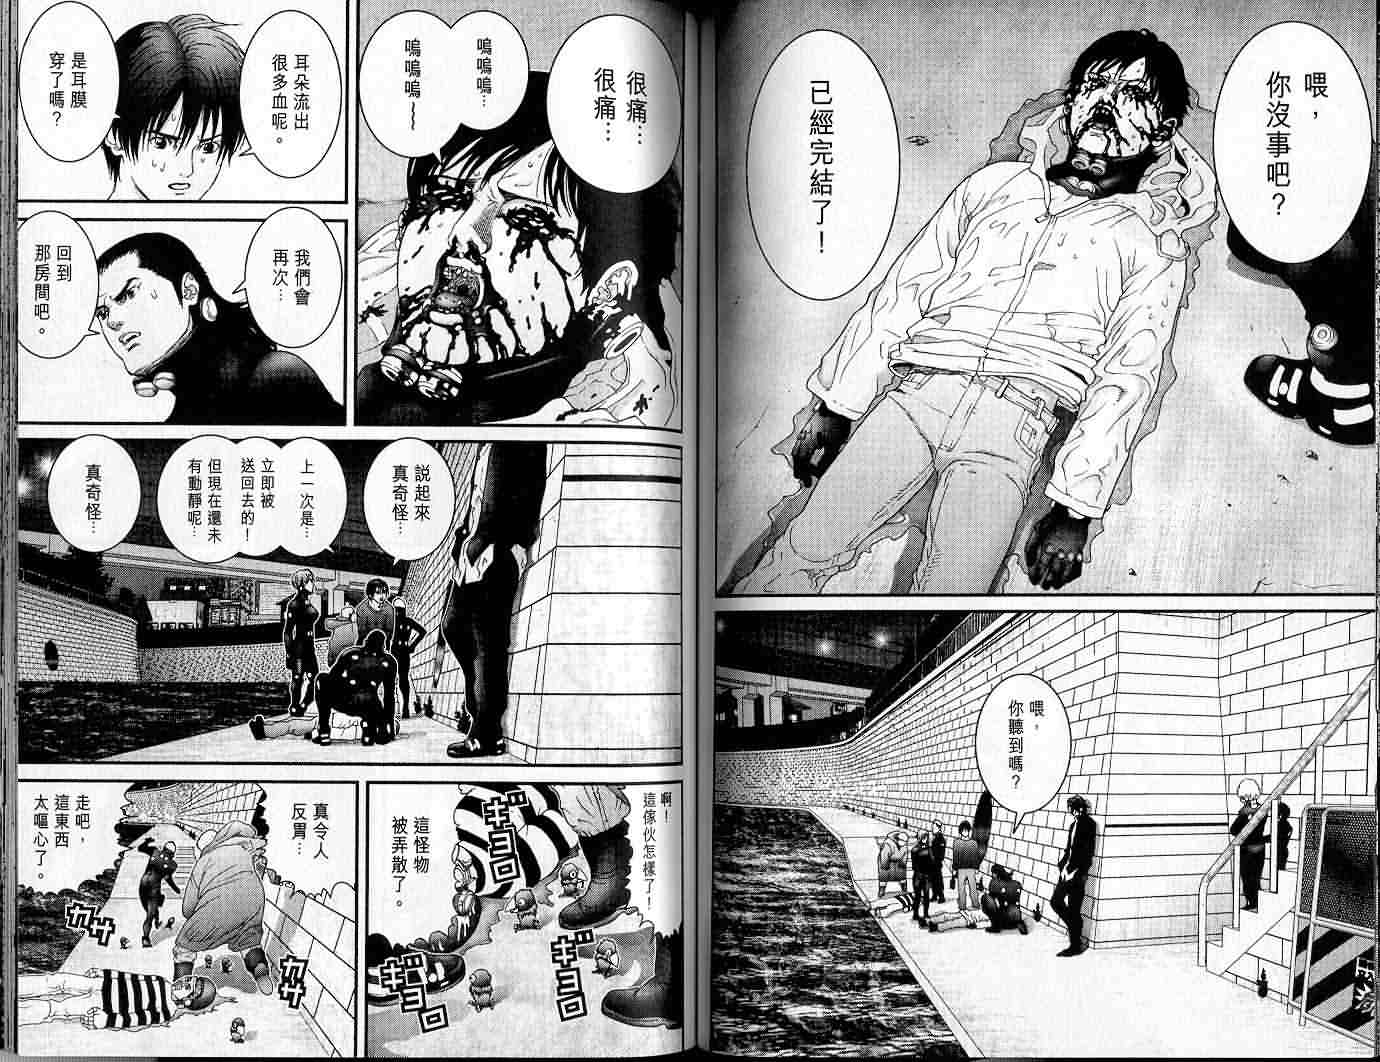 喂，
你沒事吧？
已經完結了！
喂，
你聽到嗎？
很痛…
很痛…
嗚嗚嗚…
嗚嗚嗚～
耳朵流出
很多血呢。
是耳膜
穿了嗎？
我們會
再次…
回到
那房間吧。
說起來
真奇怪…
上一次是…
立即被
送回去的！
但現在還未
有動靜呢…
真奇怪…
啊！
這傢伙怎樣了！
這怪物
被弄散了。
ギョロ
ギョロ
ギョロ
真令人
反胃…
走吧，
這東西
太嘔心了。
カサ
カサ